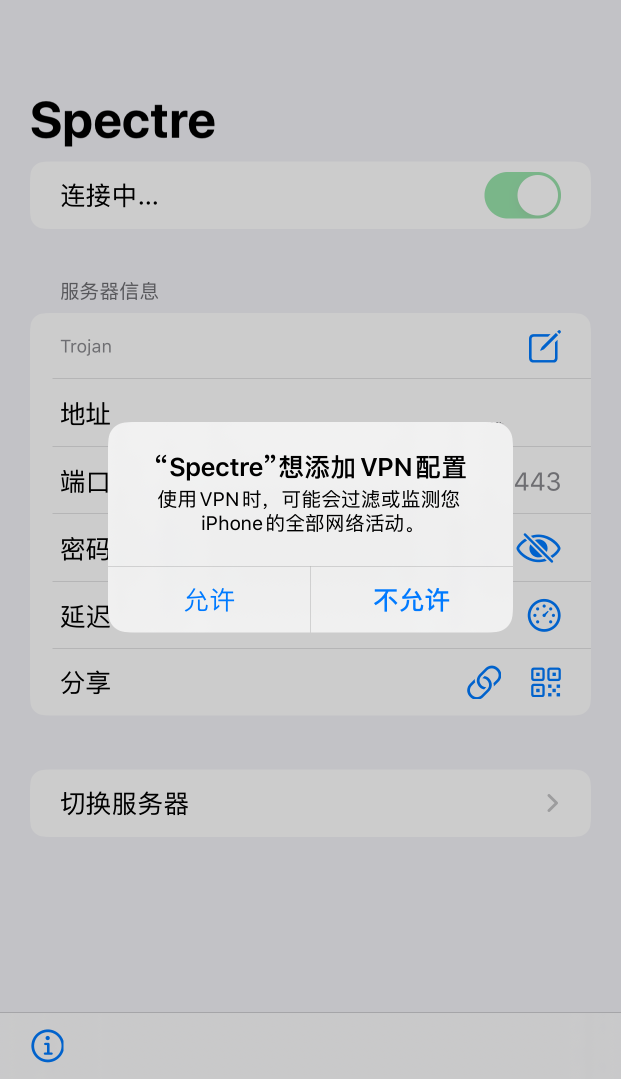 Spectre
连接中...
服务器信息
Trojan
地址
“Spectre”想添加 VPN 配置
使用 VPN 时，可能会过滤或监测您
iPhone 的全部网络活动。
允许
不允许
端口
443
密码
延迟
分享
切换服务器